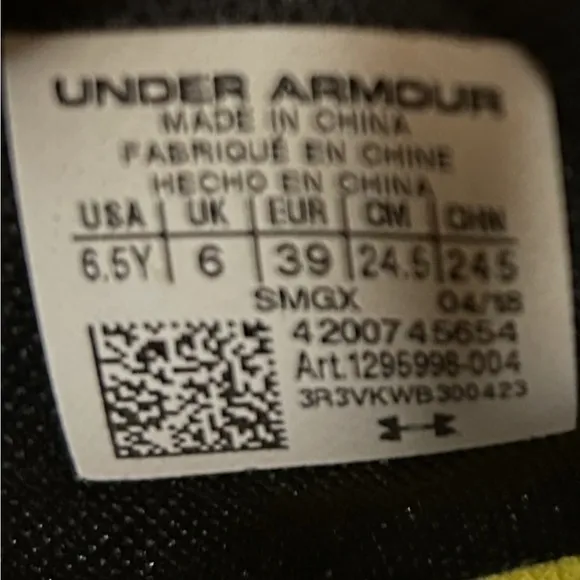 UNDER ARMOUR
MADE IN CHINA
FABRIQUÉ EN CHINE
HECHO EN CHINA
USA UK EUR CM CHN
6.5Y 6 39 24.5 245
SMGX 04/18
4200745654
Art.1295998-004
3R3VKWB300423